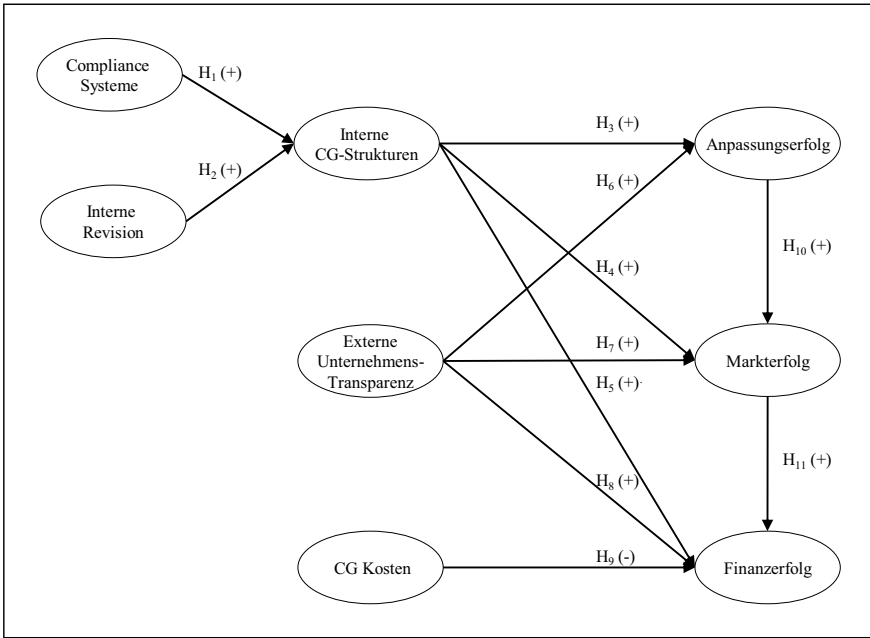 Compliance
Systeme
H₁ (+)
Interne
CG-Strukturen
H₃ (+)
Anpassungserfolg
H₂ (+)
H₆ (+)
Interne
Revision
H₁₀ (+)
H₄ (+)
Externe
Unternehmens-
Transparenz
H₇ (+)
Markterfolg
H₅ (+)
H₁₁ (+)
H₈ (+)
CG Kosten
H₉ (-)
Finanzerfolg